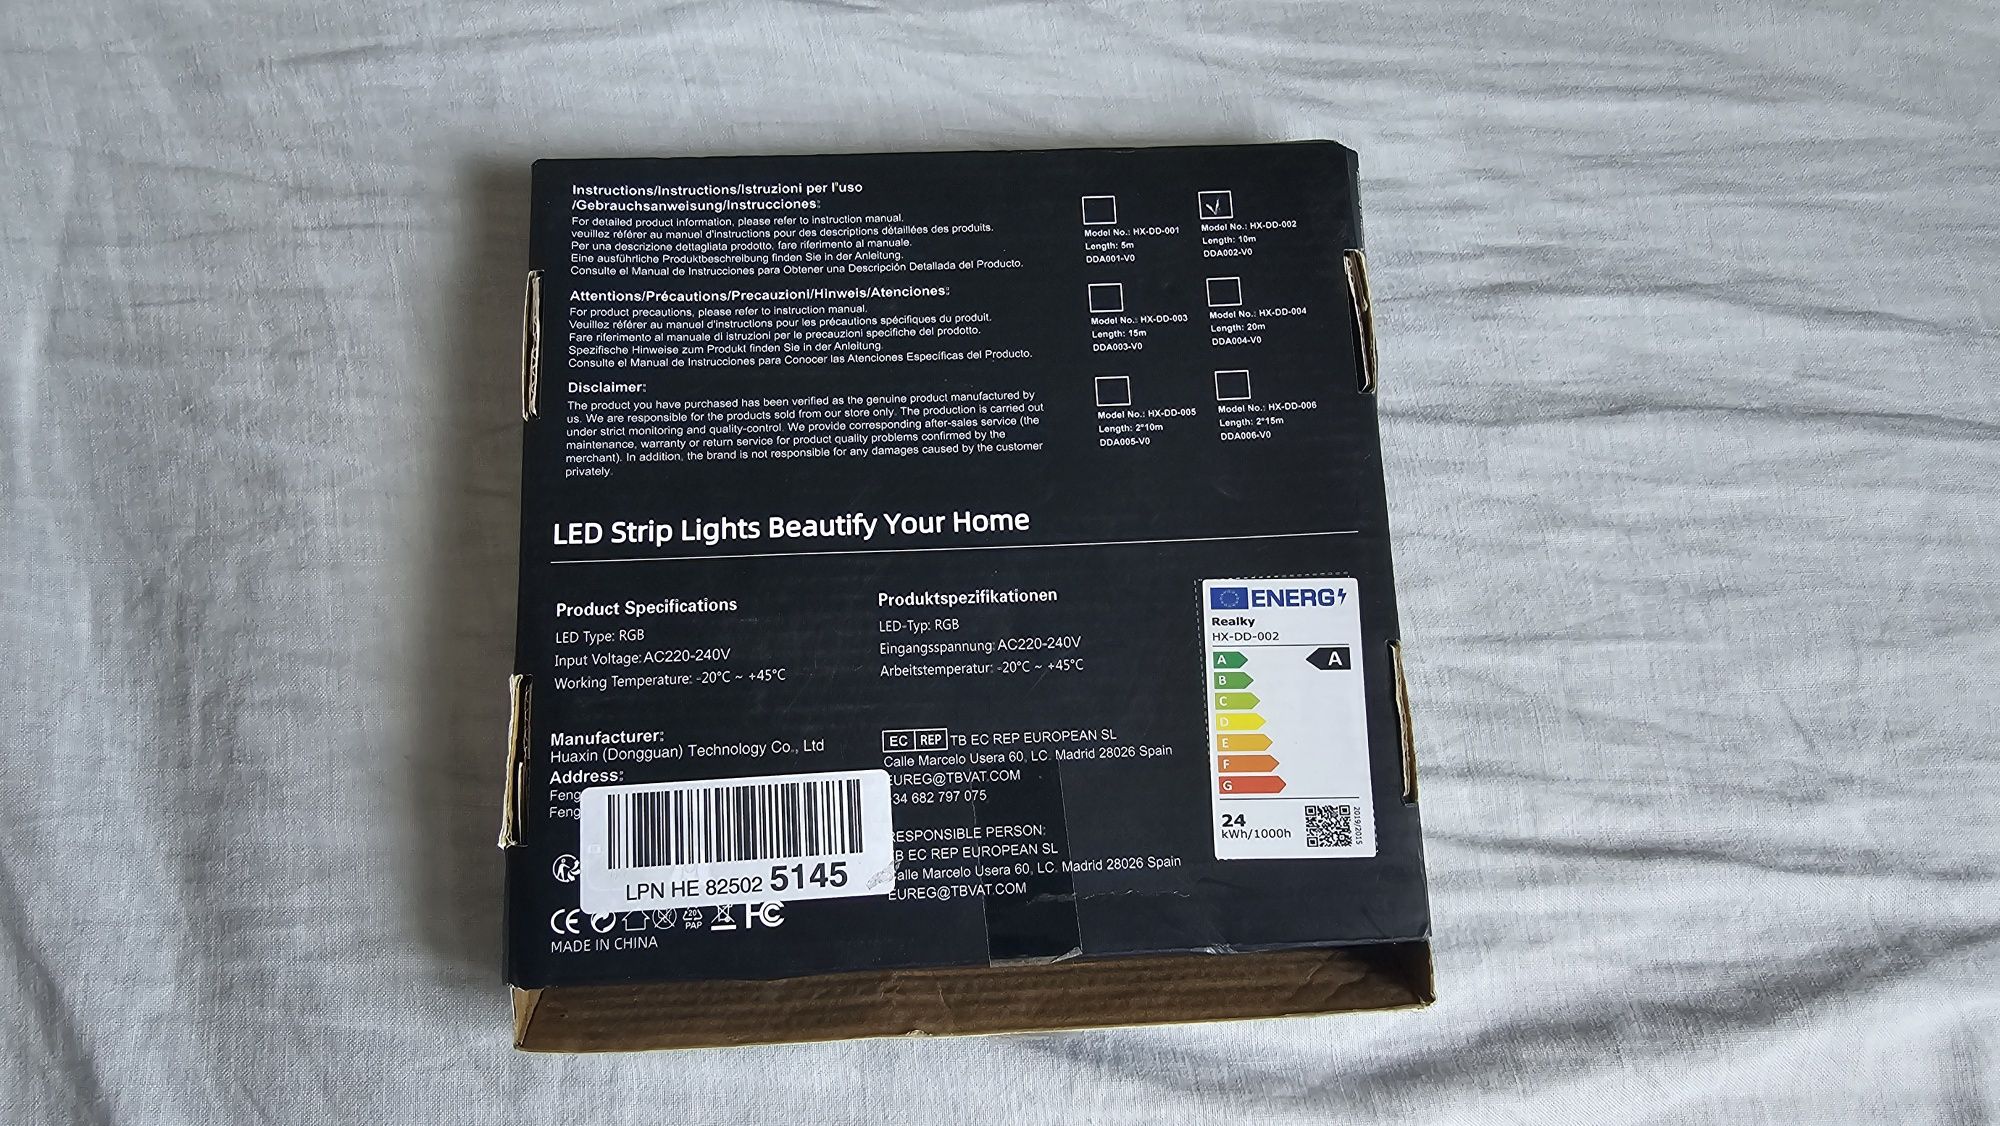 Instructions/Instructions/Istruzioni per l'uso
/Gebrauchsanweisung/Instrucciones:
For detailed product information, please refer to instruction manual.
veuillez référer au manuel d'instructions pour des descriptions détaillées des produits.
Per una descrizione dettagliata prodotto, fare riferimento al manuale.
Eine ausführliche Produktbeschreibung finden Sie in der Anleitung.
Consulte el Manual de Instrucciones para Obtener una Descripción Detallada del Producto.
Attentions/Précautions/Precauzioni/Hinweis/Atenciones:
For product precautions, please refer to instruction manual.
Veuillez référer au manuel d'instructions pour les précautions spécifiques du produit.
Fare riferimento al manuale di istruzioni per le precauzioni specifiche del prodotto.
Spezifische Hinweise zum Produkt finden Sie in der Anleitung.
Consulte el Manual de Instrucciones para Conocer las Atenciones Específicas del Producto.
Disclaimer:
The product you have purchased has been verified as the genuine product manufactured by
us. We are responsible for the products sold from our store only. The production is carried out
under strict monitoring and quality-control. We provide corresponding after-sales service (the
maintenance, warranty or return service for product quality problems confirmed by the
merchant). In addition, the brand is not responsible for any damages caused by the customer
privately.
Model No.: HX-DD-001
Length: 5m
DDA001-V0
Model No.: HX-DD-002
Length: 10m
DDA002-V0
Model No.: HX-DD-003
Length: 15m
DDA003-V0
Model No.: HX-DD-004
Length: 20m
DDA004-V0
Model No.: HX-DD-005
Length: 2*10m
DDA005-V0
Model No.: HX-DD-006
Length: 2*15m
DDA006-V0
LED Strip Lights Beautify Your Home
Product Specifications
LED Type: RGB
Input Voltage: AC220-240V
Working Temperature: -20°C ~ +45°C
Produktspezifikationen
LED-Typ: RGB
Eingangsspannung: AC220-240V
Arbeitstemperatur: -20°C ~ +45°C
Manufacturer:
Huaxin (Dongguan) Technology Co., Ltd
Address:
Feng
Feng
LPN HE 82502 5145
CE
20
PAP
FC
MADE IN CHINA
EC REP TB EC REP EUROPEAN SL
Calle Marcelo Usera 60, LC. Madrid 28026 Spain
EUREG@TBVAT.COM
34 682 797 075
ESPONSIBLE PERSON:
B EC REP EUROPEAN SL
alle Marcelo Usera 60, LC. Madrid 28026 Spain
EUREG@TBVAT.COM
ENERG
Realky
HX-DD-002
A
A
B
C
D
E
F
G
24
kWh/1000h
2019/2015